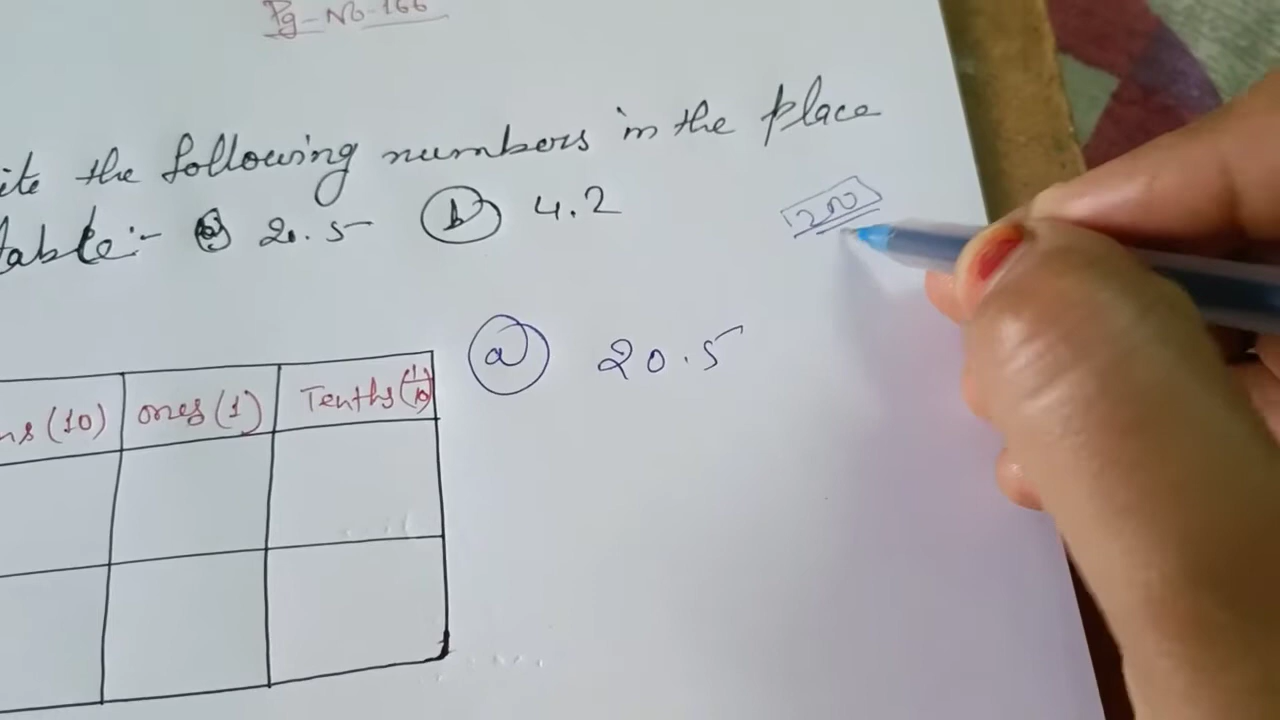 Pg-No-166
ite the following numbers in the place
table:- (a) 20.5 (b) 4.2
(a) 20.5
ns (10) ones (1) Tenths (1/10)